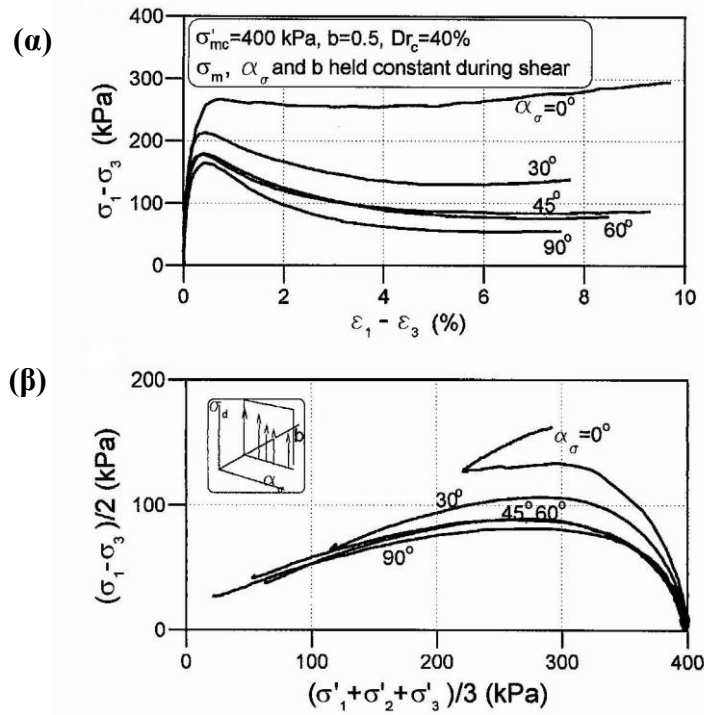 (α)
σ'mc=400 kPa, b=0.5, Drc=40%
σm, ασ and b held constant during shear
400
300
200
100
0
σ1-σ3 (kPa)
ασ=0°
30°
45°
60°
90°
0 2 4 6 8 10
ε1 - ε3 (%)
(β)
200
100
0
(σ1-σ3)/2 (kPa)
σd
b
ασ
ασ=0°
30°
45° 60°
90°
0 100 200 300 400
(σ'1+σ'2+σ'3)/3 (kPa)